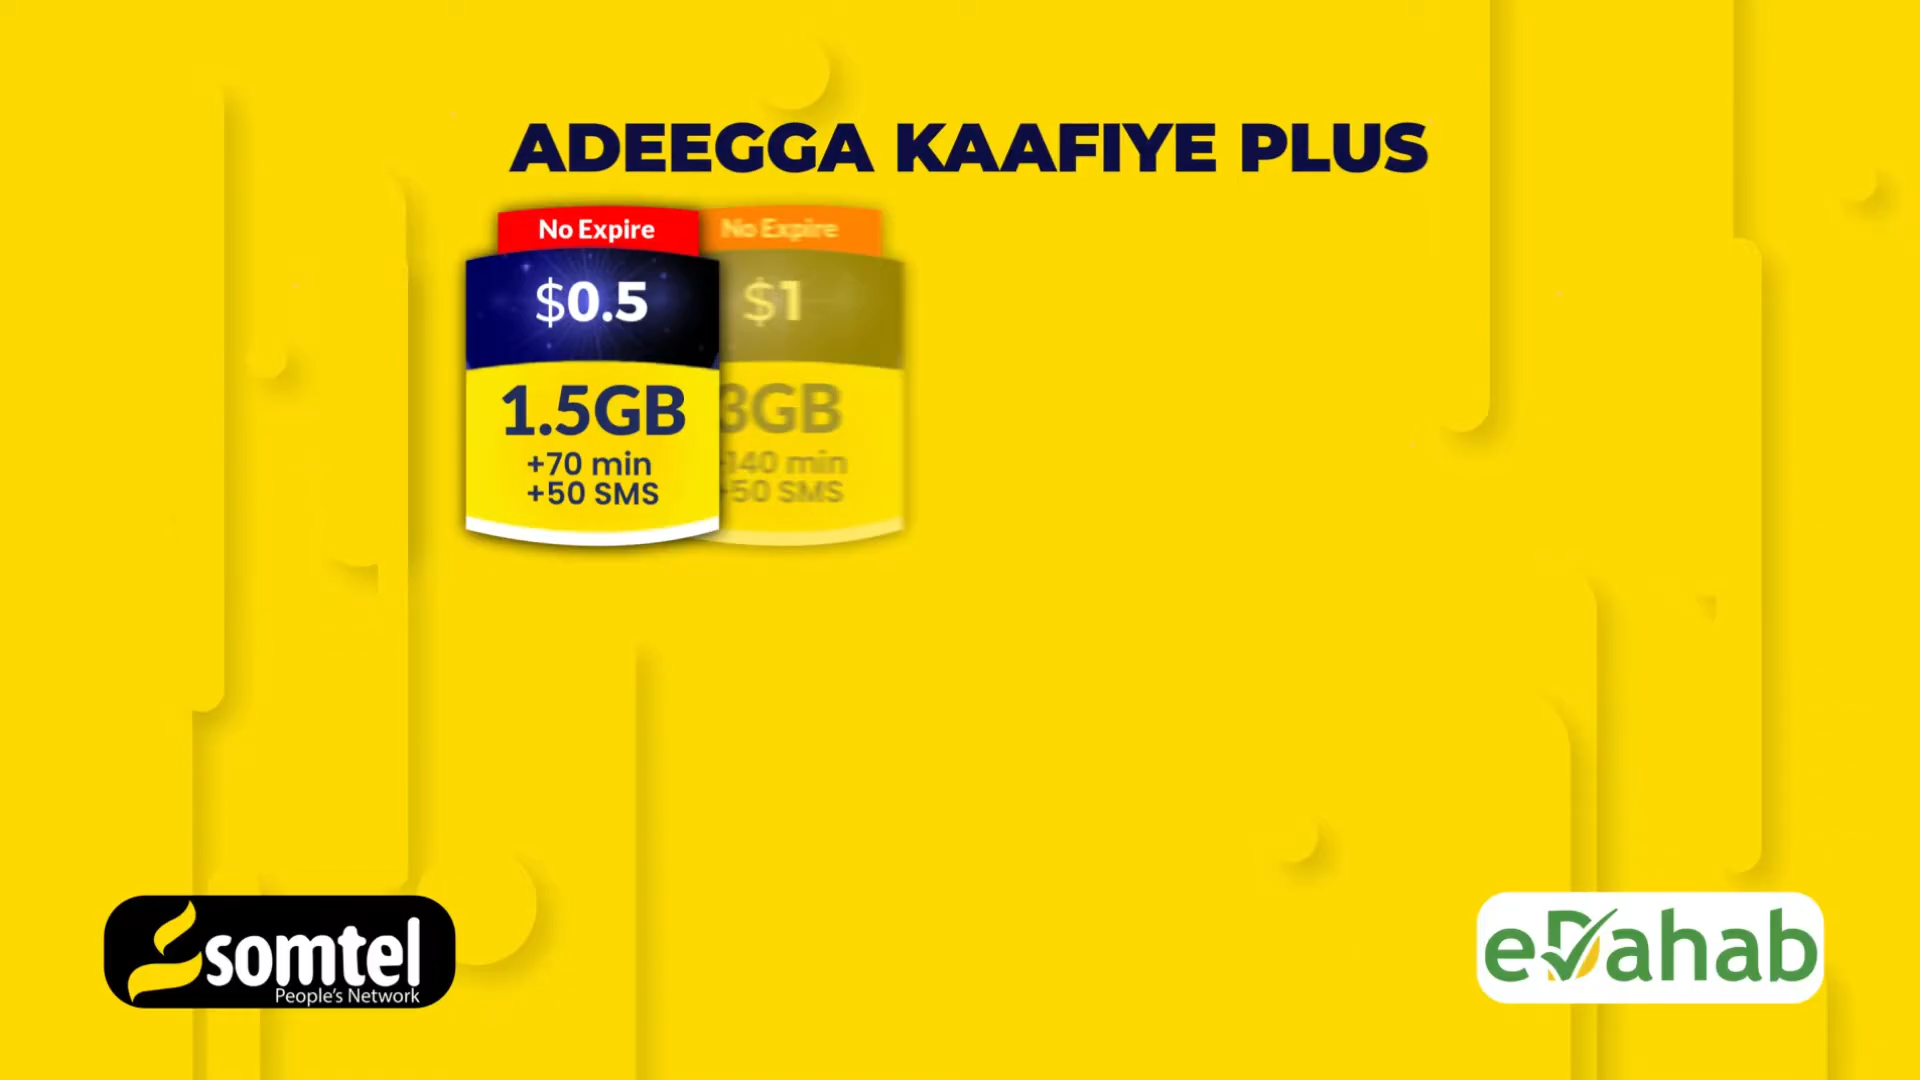 ADEEGGA KAAFIYE PLUS
No Expire
$0.5
1.5GB
+70 min
+50 SMS
No Expire
$1
3GB
140 min
50 SMS
somtel
People's Network
eDahab